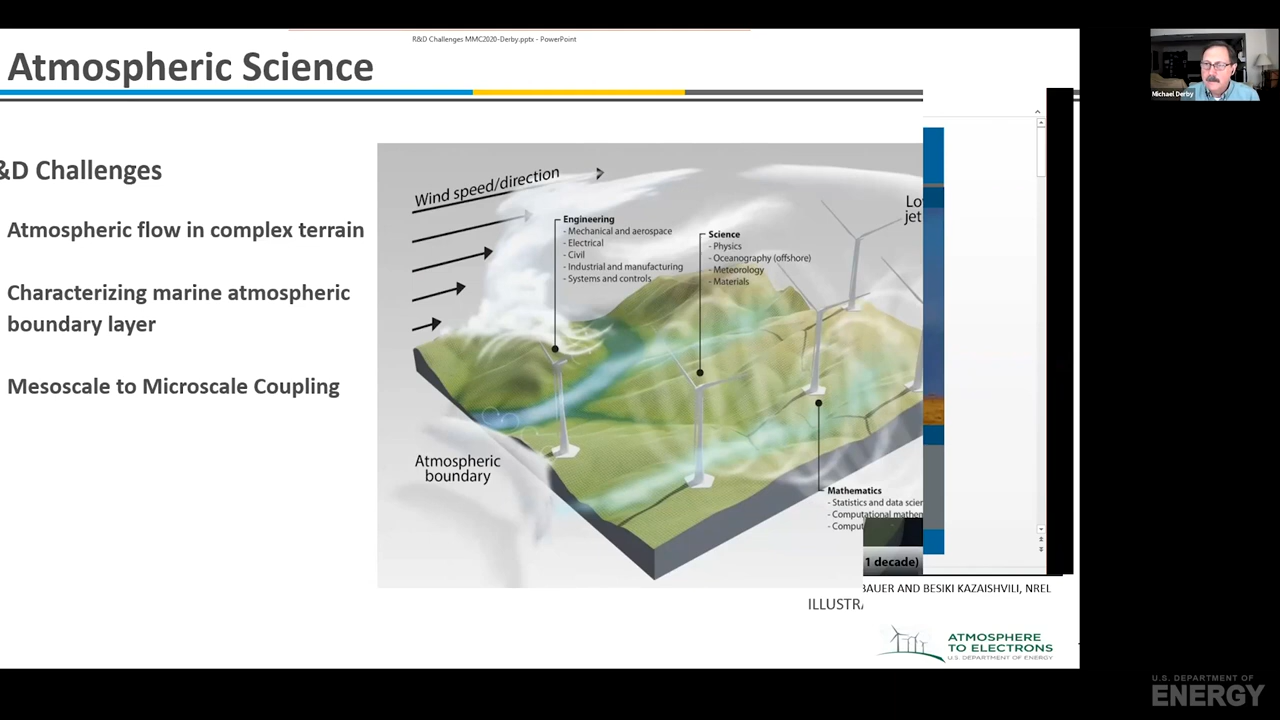 R&D Challenges MMC2020-Derby.pptx - PowerPoint
Atmospheric Science
Michael Derby
&D Challenges
Atmospheric flow in complex terrain
Characterizing marine atmospheric
boundary layer
Mesoscale to Microscale Coupling
Wind speed/direction
Engineering
- Mechanical and aerospace
- Electrical
- Civil
- Industrial and manufacturing
- Systems and controls
Science
- Physics
- Oceanography (offshore)
- Meteorology
- Materials
Lo
jet
Atmospheric
boundary
Mathematics
- Statistics and data scien
- Computational mathem
- Comput
1 decade)
BAUER AND BESIKI KAZAISHVILI, NREL
ILLUSTRA
ATMOSPHERE
TO ELECTRONS
U.S. DEPARTMENT OF ENERGY
U.S. DEPARTMENT OF
ENERGY